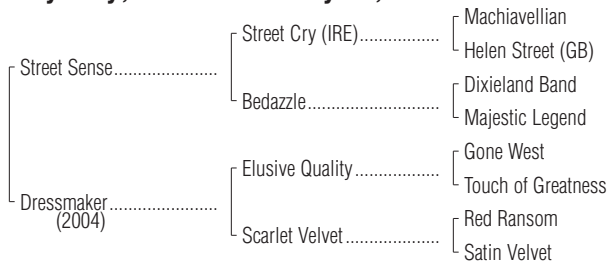 Machiavellian
Street Cry (IRE)..................
Helen Street (GB)
Street Sense.......................
Dixieland Band
Bedazzle.............................
Majestic Legend
Gone West
Elusive Quality...................
Touch of Greatness
Dressmaker.......................
(2004)
Red Ransom
Scarlet Velvet.....................
Satin Velvet